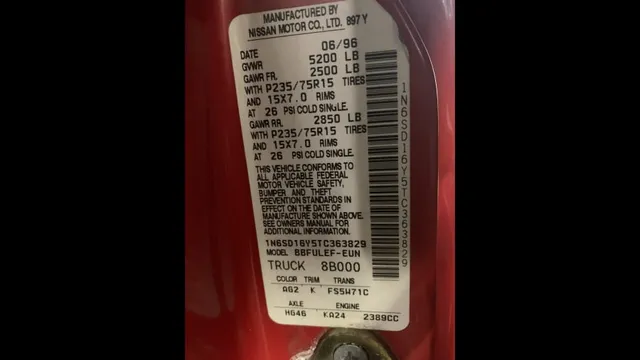 MANUFACTURED BY
NISSAN MOTOR CO., LTD. 897Y
DATE 06/96
GVWR 5200 LB
GAWR FR. 2500 LB
WITH P235/75R15 TIRES
AND 15X7.0 RIMS
AT 26 PSI COLD SINGLE.
GAWR RR. 2850 LB
WITH P235/75R15 TIRES
AND 15X7.0 RIMS
AT 26 PSI COLD SINGLE.
THIS VEHICLE CONFORMS TO
ALL APPLICABLE FEDERAL
MOTOR VEHICLE SAFETY,
BUMPER AND THEFT
PREVENTION STANDARDS IN
EFFECT ON THE DATE OF
MANUFACTURE SHOWN ABOVE.
SEE OWNERS MANUAL FOR
ADDITIONAL INFORMATION.
1N6SD16Y5TC363829
MODEL BBFULEF-EUN
TRUCK 8B000
COLOR TRIM TRANS
AG2 K FS5W71C
AXLE ENGINE
HG46 KA24 2389CC
1N6SD16Y5TC363829